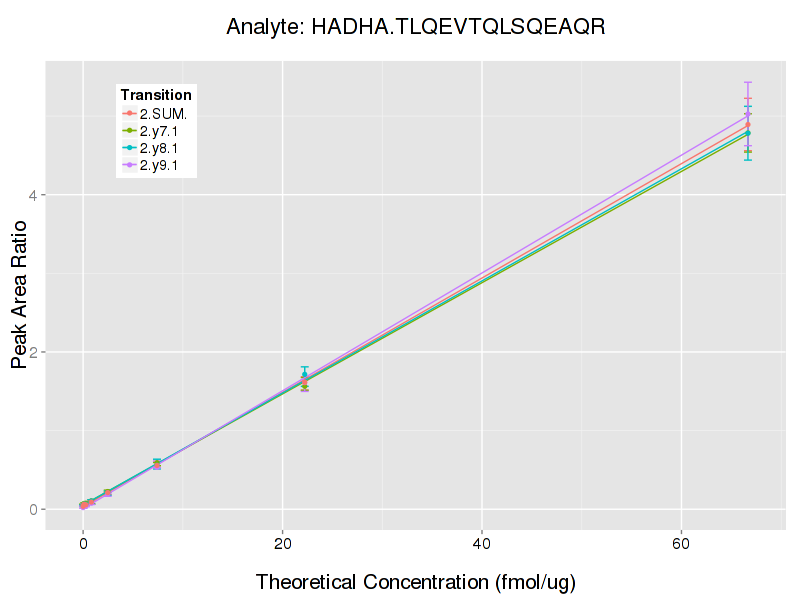 Analyte: HADHA.TLQEVTQLSQEAQR
Transition
2.SUM.
2.y7.1
2.y8.1
2.y9.1
Peak Area Ratio
4
2
0
0 20 40 60
Theoretical Concentration (fmol/ug)